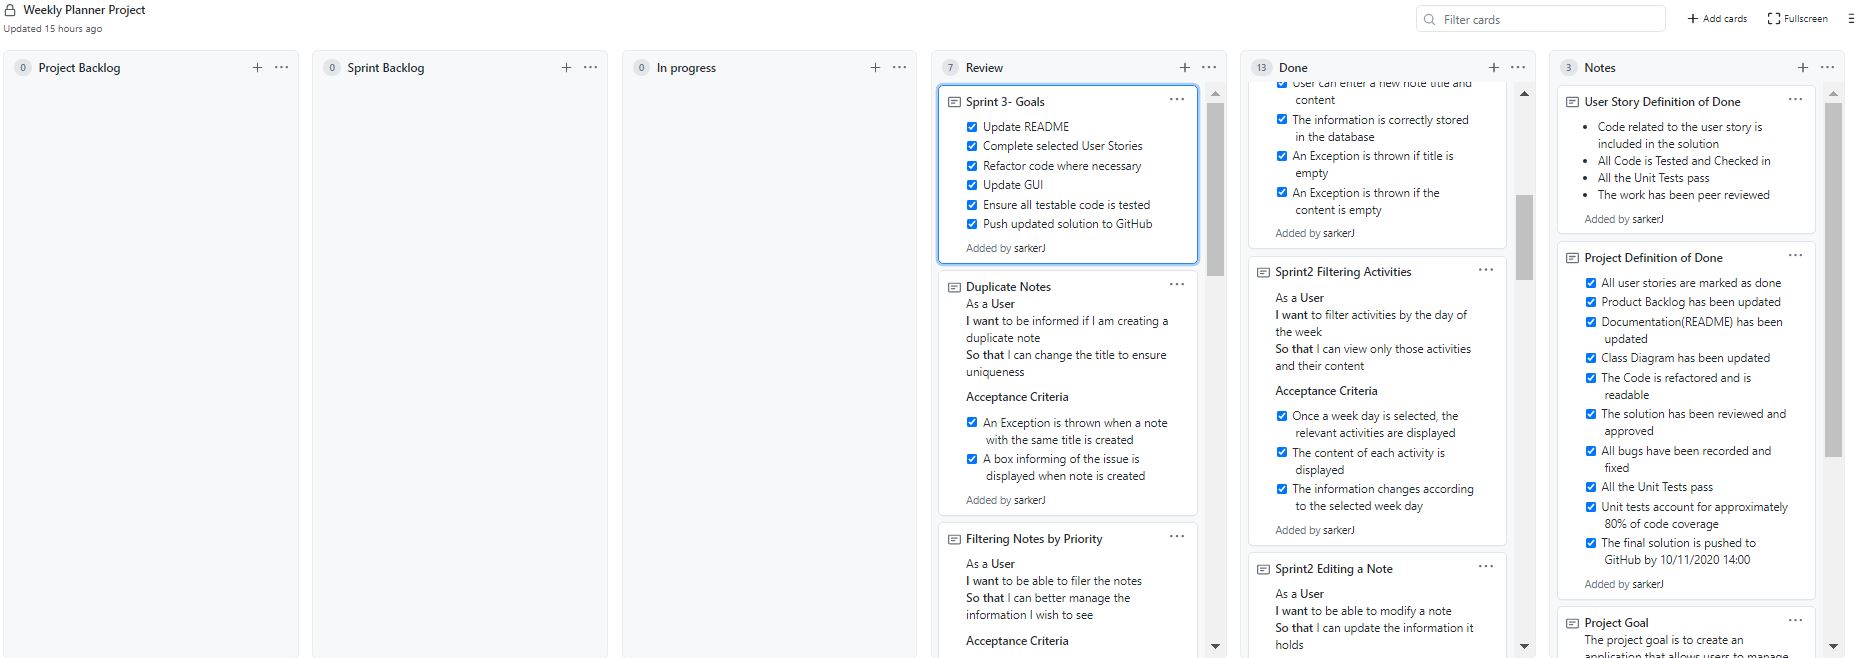 Weekly Planner Project
Updated 15 hours ago
Filter cards
Add cards
Fullscreen
0 Project Backlog
0 Sprint Backlog
0 In progress
7 Review
Sprint 3- Goals
Update README
Complete selected User Stories
Refactor code where necessary
Update GUI
Ensure all testable code is tested
Push updated solution to GitHub
Added by sarkerJ
Duplicate Notes
As a User
I want to be informed if I am creating a
duplicate note
So that I can change the title to ensure
uniqueness
Acceptance Criteria
An Exception is thrown when a note
with the same title is created
A box informing of the issue is
displayed when note is created
Added by sarkerJ
Filtering Notes by Priority
As a User
I want to be able to filer the notes
So that I can better manage the
information I wish to see
Acceptance Criteria
13 Done
User can enter a new note title and
content
The information is correctly stored
in the database
An Exception is thrown if title is
empty
An Exception is thrown if the
content is empty
Added by sarkerJ
Sprint2 Filtering Activities
As a User
I want to filter activities by the day of
the week
So that I can view only those activities
and their content
Acceptance Criteria
Once a week day is selected, the
relevant activities are displayed
The content of each activity is
displayed
The information changes according
to the selected week day
Added by sarkerJ
Sprint2 Editing a Note
As a User
I want to be able to modify a note
So that I can update the information it
holds
3 Notes
User Story Definition of Done
Code related to the user story is
included in the solution
All Code is Tested and Checked in
All the Unit Tests pass
The work has been peer reviewed
Added by sarkerJ
Project Definition of Done
All user stories are marked as done
Product Backlog has been updated
Documentation(README) has been
updated
Class Diagram has been updated
The Code is refactored and is
readable
The solution has been reviewed and
approved
All bugs have been recorded and
fixed
All the Unit Tests pass
Unit tests account for approximately
80% of code coverage
The final solution is pushed to
GitHub by 10/11/2020 14:00
Added by sarkerJ
Project Goal
The project goal is to create an
application that allows users to manage